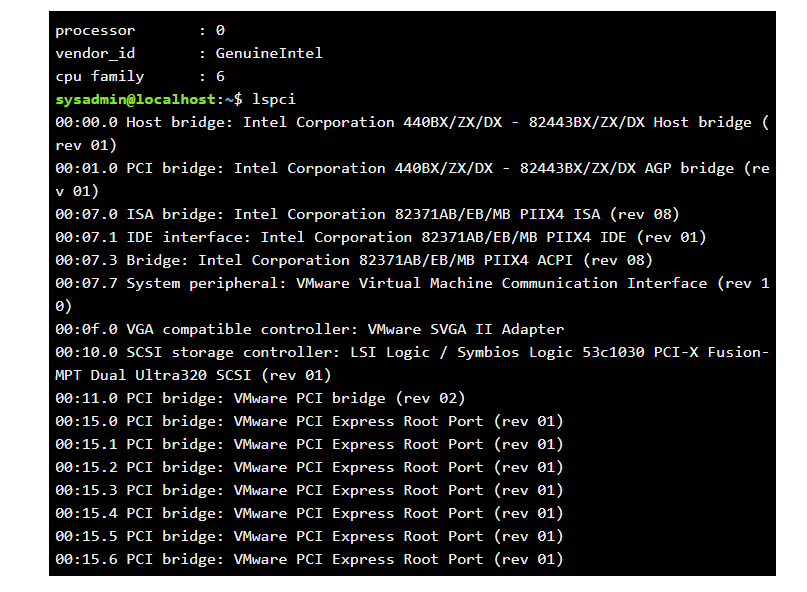 processor       : 0
vendor_id       : GenuineIntel
cpu family      : 6
sysadmin@localhost:~$ lspci
00:00.0 Host bridge: Intel Corporation 440BX/ZX/DX - 82443BX/ZX/DX Host bridge (
rev 01)
00:01.0 PCI bridge: Intel Corporation 440BX/ZX/DX - 82443BX/ZX/DX AGP bridge (re
v 01)
00:07.0 ISA bridge: Intel Corporation 82371AB/EB/MB PIIX4 ISA (rev 08)
00:07.1 IDE interface: Intel Corporation 82371AB/EB/MB PIIX4 IDE (rev 01)
00:07.3 Bridge: Intel Corporation 82371AB/EB/MB PIIX4 ACPI (rev 08)
00:07.7 System peripheral: VMware Virtual Machine Communication Interface (rev 1
0)
00:0f.0 VGA compatible controller: VMware SVGA II Adapter
00:10.0 SCSI storage controller: LSI Logic / Symbios Logic 53c1030 PCI-X Fusion-
MPT Dual Ultra320 SCSI (rev 01)
00:11.0 PCI bridge: VMware PCI bridge (rev 02)
00:15.0 PCI bridge: VMware PCI Express Root Port (rev 01)
00:15.1 PCI bridge: VMware PCI Express Root Port (rev 01)
00:15.2 PCI bridge: VMware PCI Express Root Port (rev 01)
00:15.3 PCI bridge: VMware PCI Express Root Port (rev 01)
00:15.4 PCI bridge: VMware PCI Express Root Port (rev 01)
00:15.5 PCI bridge: VMware PCI Express Root Port (rev 01)
00:15.6 PCI bridge: VMware PCI Express Root Port (rev 01)